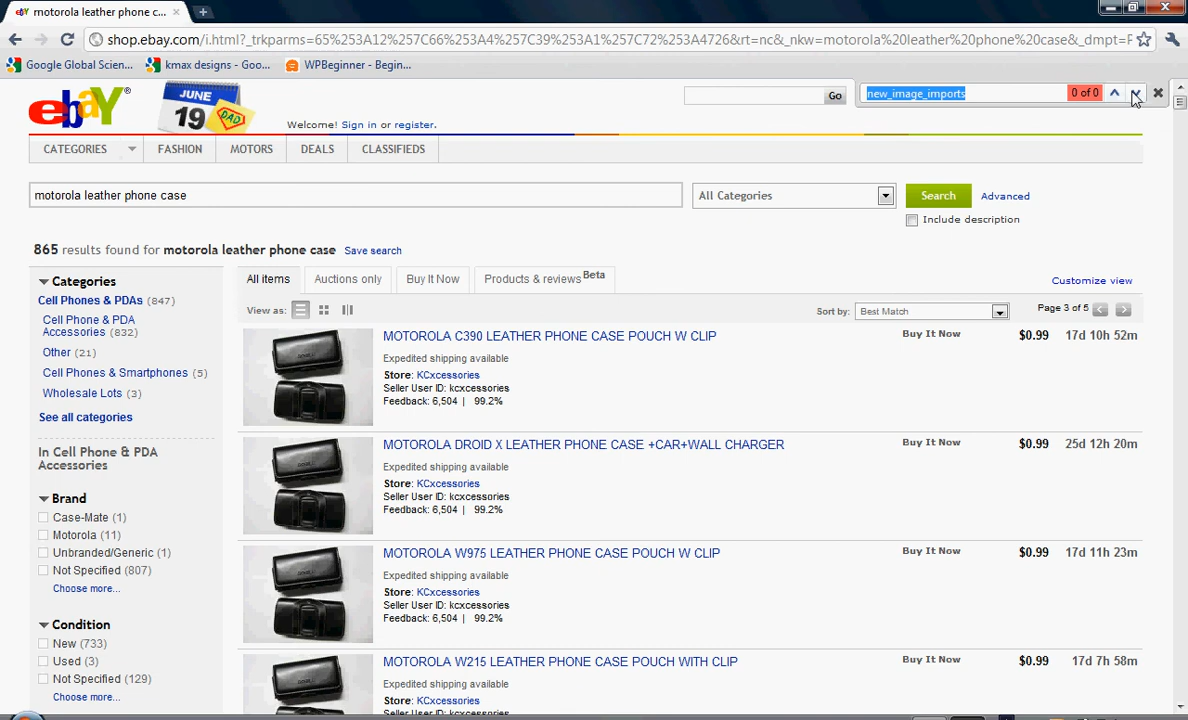 motorola leather phone c...
shop.ebay.com/i.html?_trkparms=65%253A12%257C66%253A4%257C39%253A1%257C72%253A4726&rt=nc&_nkw=motorola%20leather%20phone%20case&_dmpt=P
Google Global Scien...
kmax designs - Goo...
WPBeginner - Begin...
ebay
JUNE
19
DAD
Welcome! Sign in or register.
Go
new_image_imports
0 of 0
CATEGORIES
FASHION
MOTORS
DEALS
CLASSIFIEDS
motorola leather phone case
All Categories
Search
Advanced
Include description
865 results found for motorola leather phone case
Save search
Categories
Cell Phones & PDAs (847)
Cell Phone & PDA
Accessories (832)
Other (21)
Cell Phones & Smartphones (5)
Wholesale Lots (3)
See all categories
In Cell Phone & PDA
Accessories
Brand
Case-Mate (1)
Motorola (11)
Unbranded/Generic (1)
Not Specified (807)
Choose more...
Condition
New (733)
Used (3)
Not Specified (129)
Choose more...
All items
Auctions only
Buy It Now
Products & reviews Beta
Customize view
View as:
Sort by:
Best Match
Page 3 of 5
MOTOROLA C390 LEATHER PHONE CASE POUCH W CLIP
Buy It Now
$0.99
17d 10h 52m
Expedited shipping available
Store: KCxcessories
Seller User ID: kcxcessories
Feedback: 6,504 | 99.2%
MOTOROLA DROID X LEATHER PHONE CASE +CAR+WALL CHARGER
Buy It Now
$0.99
25d 12h 20m
Expedited shipping available
Store: KCxcessories
Seller User ID: kcxcessories
Feedback: 6,504 | 99.2%
MOTOROLA W975 LEATHER PHONE CASE POUCH W CLIP
Buy It Now
$0.99
17d 11h 23m
Expedited shipping available
Store: KCxcessories
Seller User ID: kcxcessories
Feedback: 6,504 | 99.2%
MOTOROLA W215 LEATHER PHONE CASE POUCH WITH CLIP
Buy It Now
$0.99
17d 7h 58m
Expedited shipping available
Store: KCxcessories
Seller User ID: kcxcessories